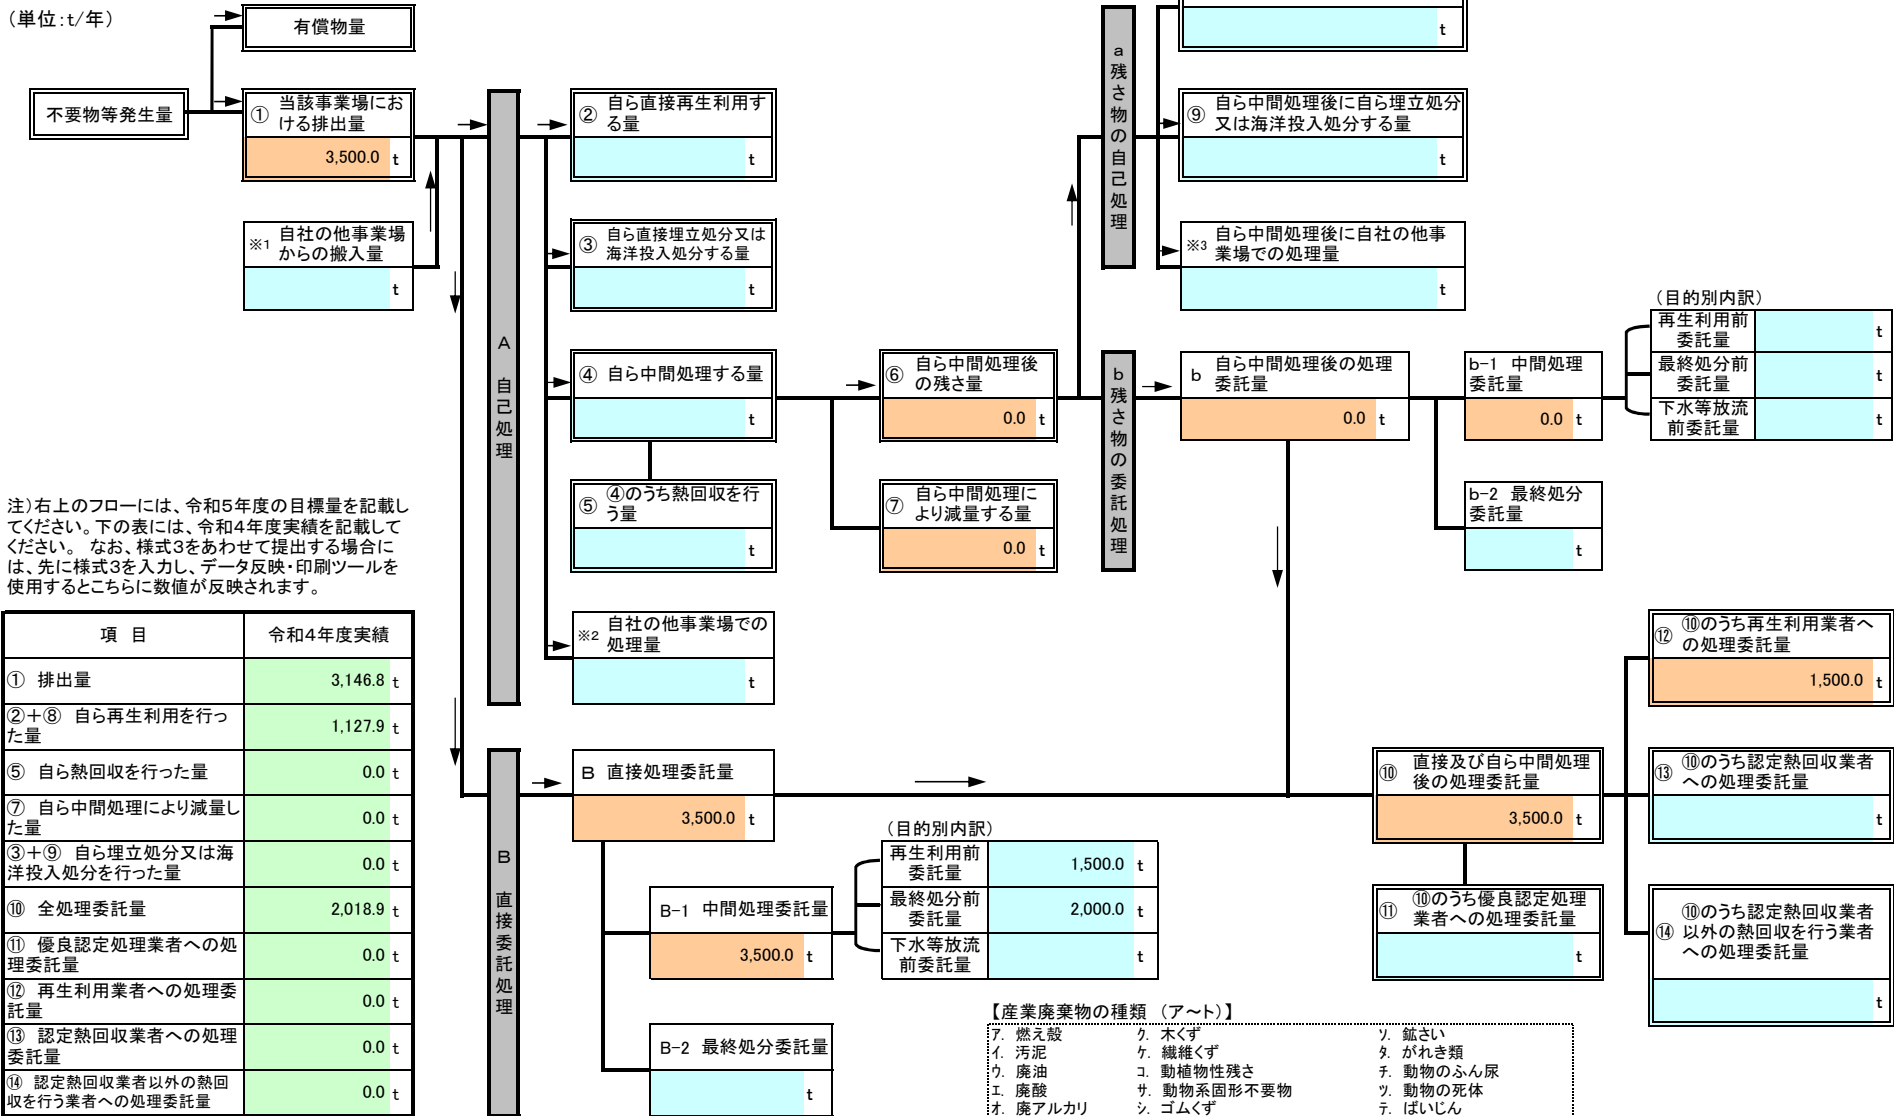 (単位:t/年)
有償物量
不要物等発生量
① 当該事業場にお
ける排出量
3,500.0 t
※1 自社の他事業場
からの搬入量
t
A 自己処理
② 自ら直接再生利用す
る量
t
③ 自ら直接埋立処分又は
海洋投入処分する量
t
④ 自ら中間処理する量
t
⑤ ④のうち熱回収を行
う量
t
※2 自社の他事業場での
処理量
t
⑥ 自ら中間処理後
の残さ量
0.0 t
⑦ 自ら中間処理に
より減量する量
0.0 t
a 残さ物の自己処理
t
⑨ 自ら中間処理後に自ら埋立処分
又は海洋投入処分する量
t
※3 自ら中間処理後に自社の他事
業場での処理量
t
b 残さ物の委託処理
b 自ら中間処理後の処理
委託量
0.0 t
b-1 中間処理
委託量
0.0 t
(目的別内訳)
再生利用前
委託量
t
最終処分前
委託量
t
下水等放流
前委託量
t
b-2 最終処分
委託量
t
注)右上のフローには、令和5年度の目標量を記載し
てください。下の表には、令和4年度実績を記載して
ください。 なお、様式3をあわせて提出する場合に
は、先に様式3を入力し、データ反映・印刷ツールを
使用するとこちらに数値が反映されます。
項 目 令和4年度実績
① 排出量 3,146.8 t
②+⑧ 自ら再生利用を行っ
た量
1,127.9 t
⑤ 自ら熱回収を行った量 0.0 t
⑦ 自ら中間処理により減量し
た量
0.0 t
③+⑨ 自ら埋立処分又は海
洋投入処分を行った量
0.0 t
⑩ 全処理委託量 2,018.9 t
⑪ 優良認定処理業者への処
理委託量
0.0 t
⑫ 再生利用業者への処理委
託量
0.0 t
⑬ 認定熱回収業者への処理
委託量
0.0 t
⑭ 認定熱回収業者以外の熱回
収を行う業者への処理委託量
0.0 t
B 直接委託処理
B 直接処理委託量
3,500.0 t
B-1 中間処理委託量
3,500.0 t
(目的別内訳)
再生利用前
委託量
1,500.0 t
最終処分前
委託量
2,000.0 t
下水等放流
前委託量
t
B-2 最終処分委託量
t
⑩ 直接及び自ら中間処理
後の処理委託量
3,500.0 t
⑪ ⑩のうち優良認定処理
業者への処理委託量
t
⑫ ⑩のうち再生利用業者へ
の処理委託量
1,500.0 t
⑬ ⑩のうち認定熱回収業者
への処理委託量
t
⑭ ⑩のうち認定熱回収業者
以外の熱回収を行う業者
への処理委託量
t
【産業廃棄物の種類 (ア~ト)】
ア. 燃え殻 ク. 木くず ソ. 鉱さい
イ. 汚泥 ケ. 繊維くず タ. がれき類
ウ. 廃油 コ. 動植物性残さ チ. 動物のふん尿
エ. 廃酸 サ. 動物系固形不要物 ツ. 動物の死体
オ. 廃アルカリ シ. ゴムくず テ. ばいじん